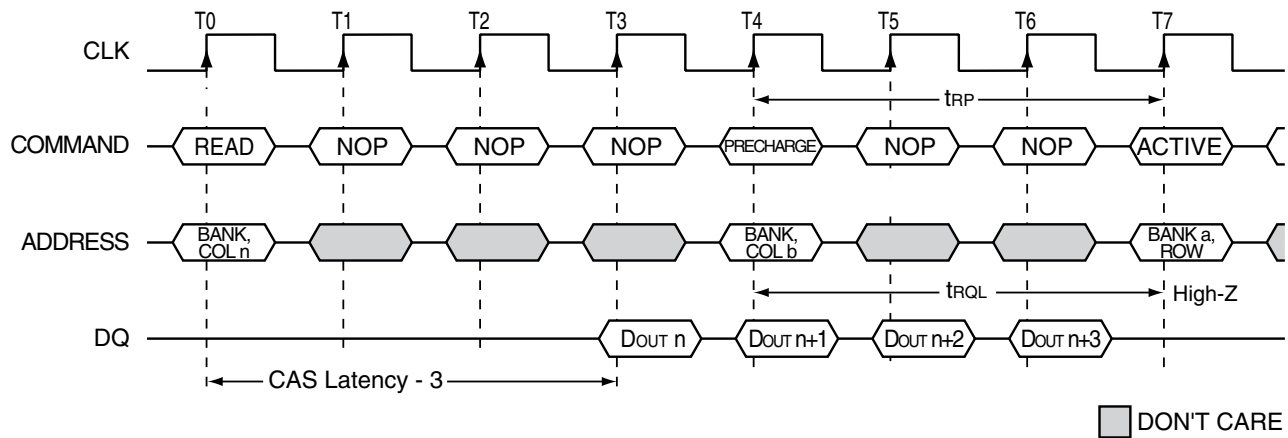 T0 T1 T2 T3 T4 T5 T6 T7
CLK
tRP
COMMAND READ NOP NOP NOP PRECHARGE NOP NOP ACTIVE
ADDRESS BANK, COL n BANK, COL b BANK a, ROW
tRQL High-Z
DQ DOUT n DOUT n+1 DOUT n+2 DOUT n+3
CAS Latency - 3
DON'T CARE